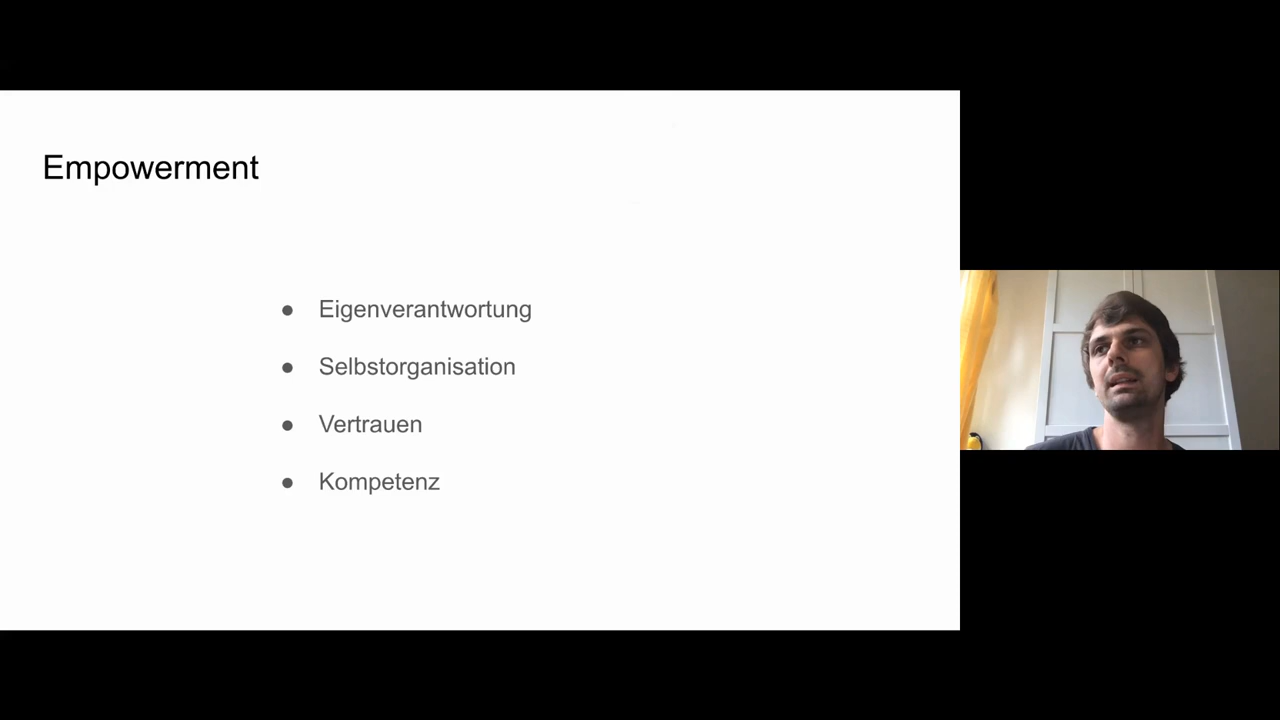 Empowerment
● Eigenverantwortung
● Selbstorganisation
● Vertrauen
● Kompetenz